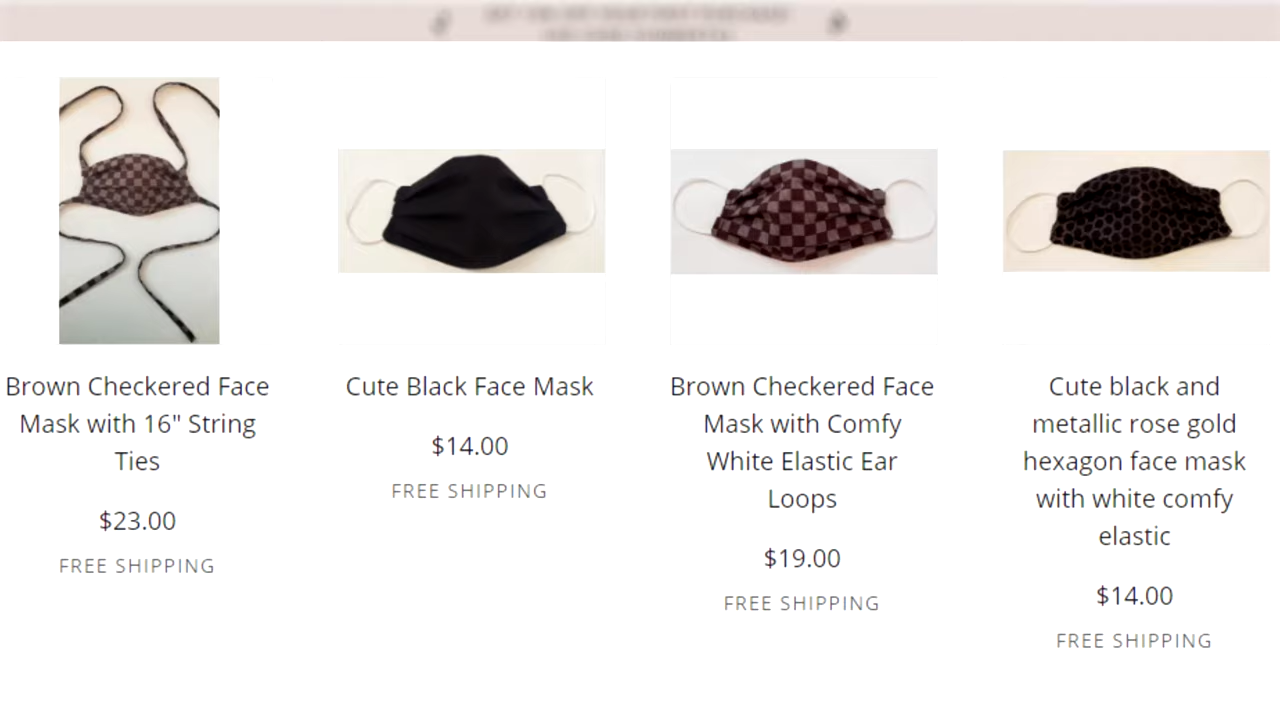 Brown Checkered Face
Mask with 16" String
Ties
$23.00
FREE SHIPPING
Cute Black Face Mask
$14.00
FREE SHIPPING
Brown Checkered Face
Mask with Comfy
White Elastic Ear
Loops
$19.00
FREE SHIPPING
Cute black and
metallic rose gold
hexagon face mask
with white comfy
elastic
$14.00
FREE SHIPPING